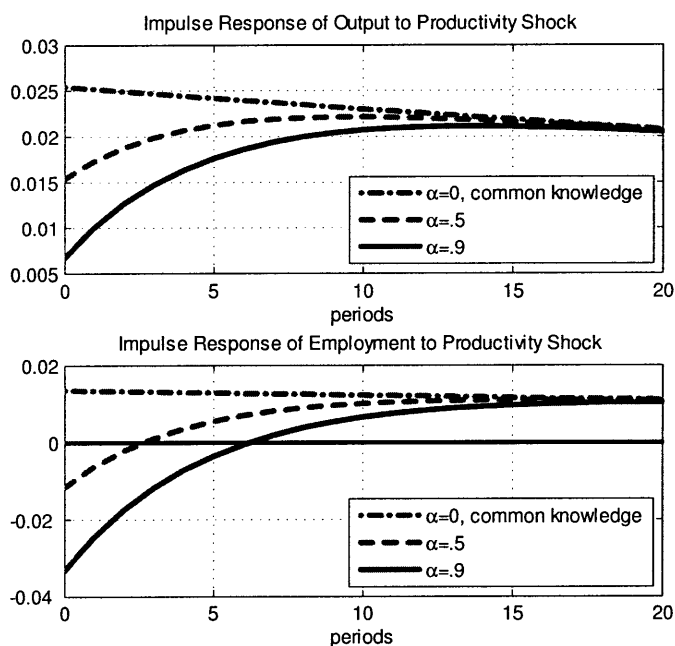 Impulse Response of Output to Productivity Shock
0.03
0.025
0.02
0.015
0.01
0.005
α=0, common knowledge
α=.5
α=.9
0 5 10 15 20
periods
Impulse Response of Employment to Productivity Shock
0.02
0
-0.02
-0.04
α=0, common knowledge
α=.5
α=.9
0 5 10 15 20
periods